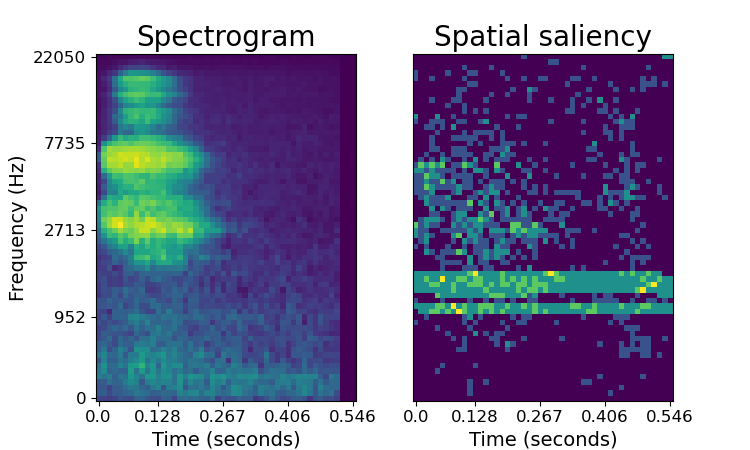 Spectrogram
Spatial saliency
Frequency (Hz)
22050
7735
2713
952
0
0.0 0.128 0.267 0.406 0.546
0.0 0.128 0.267 0.406 0.546
Time (seconds)
Time (seconds)